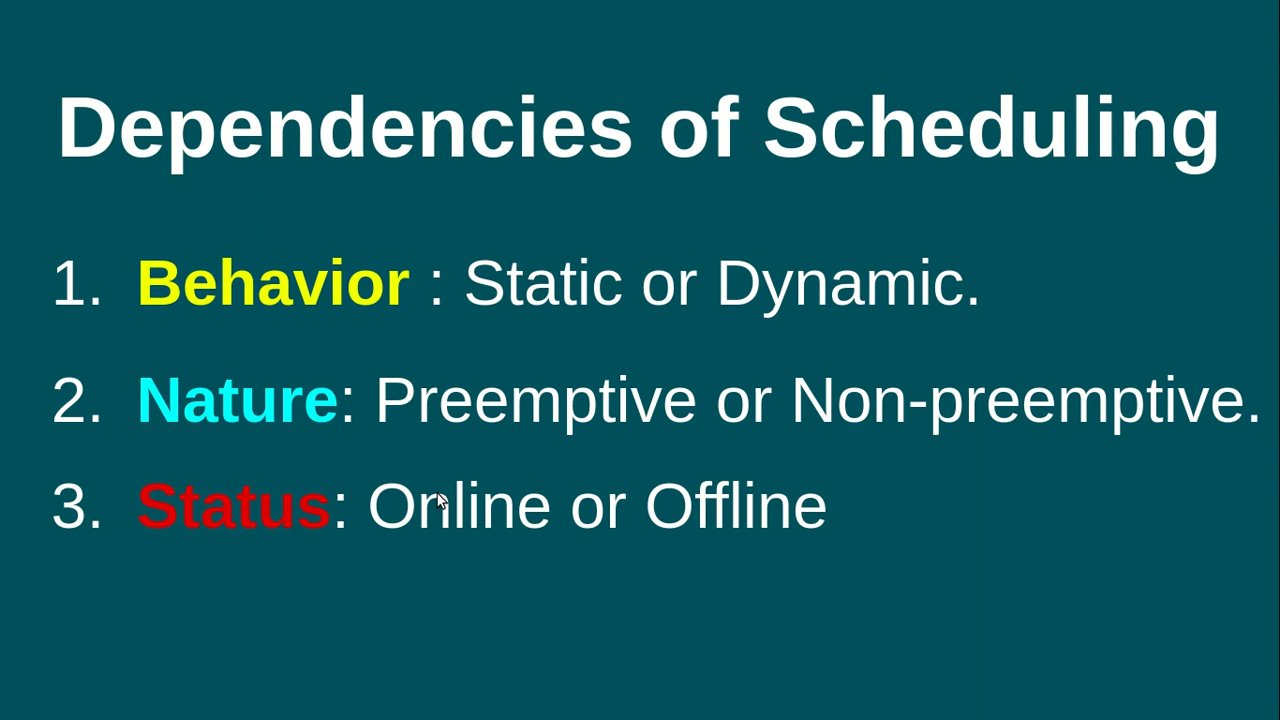 Dependencies of Scheduling
1. Behavior : Static or Dynamic.
2. Nature: Preemptive or Non-preemptive.
3. Status: Online or Offline